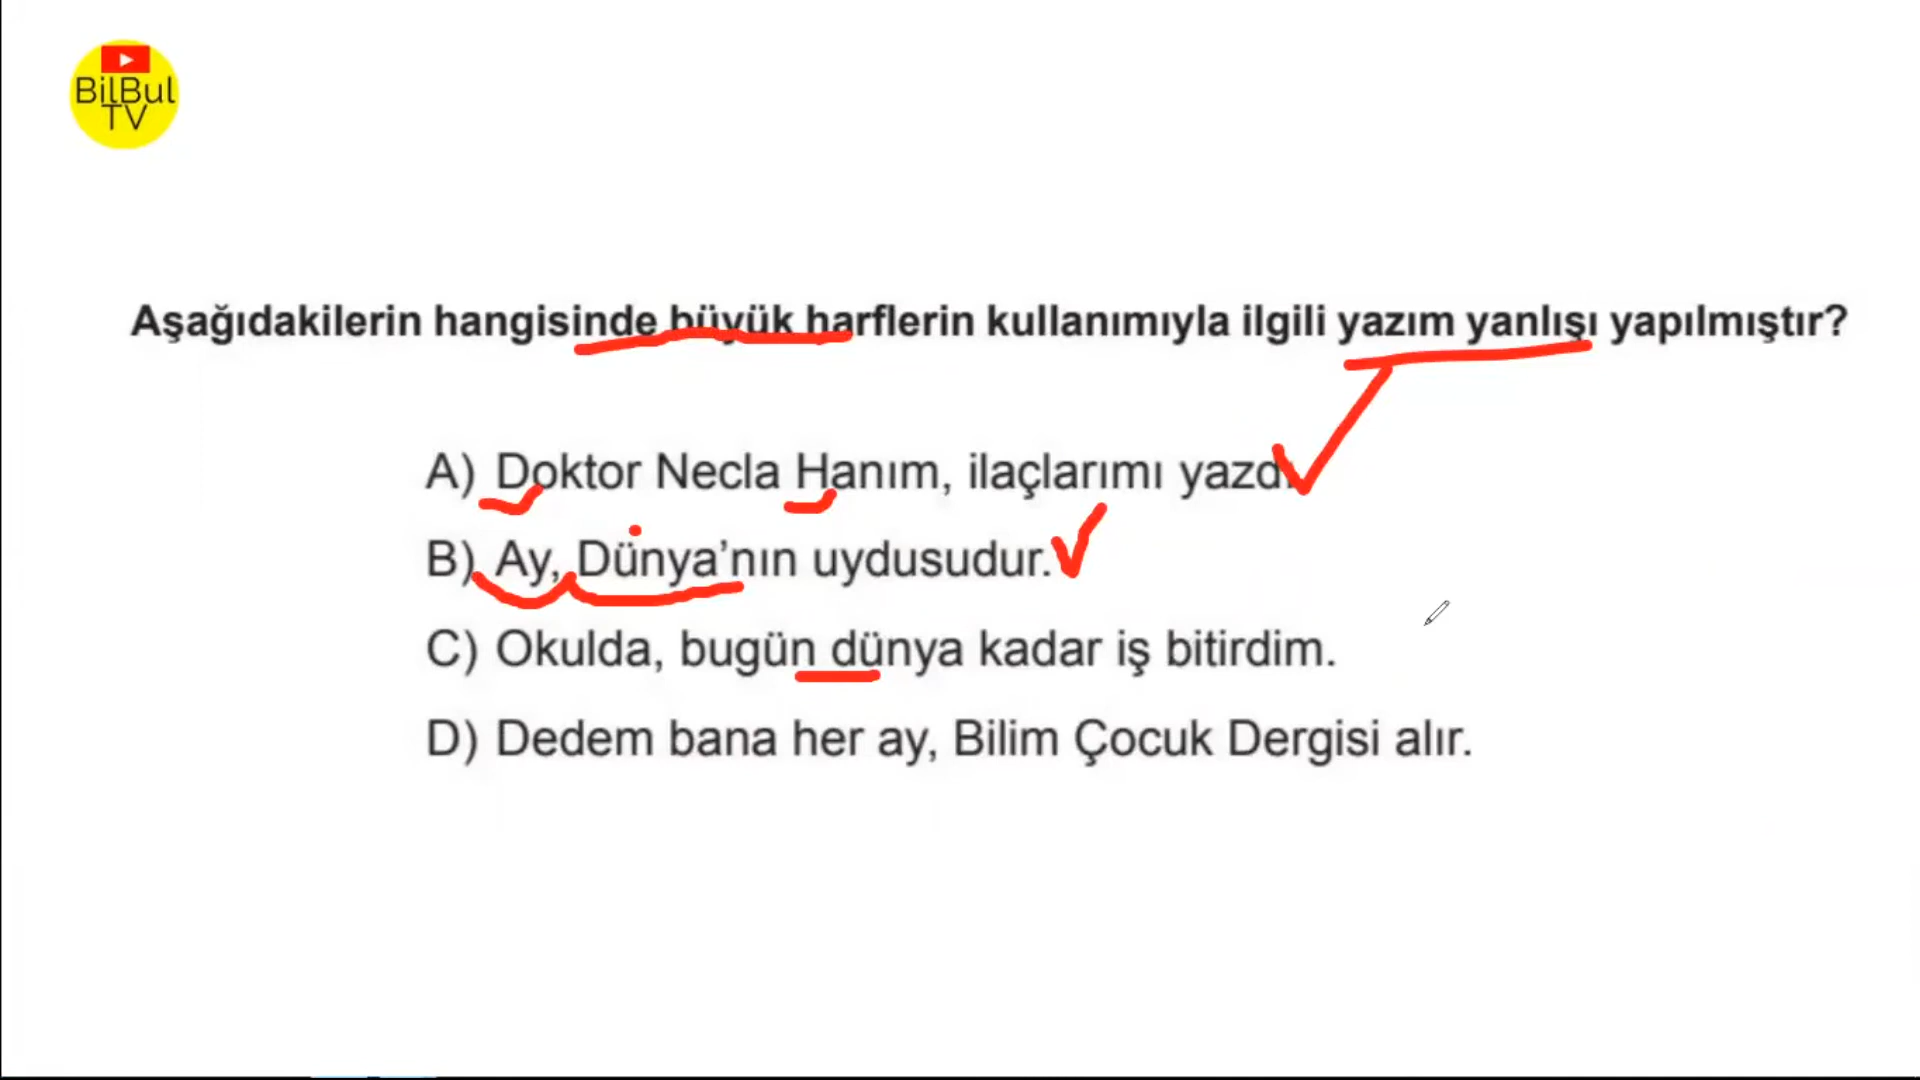 BilBul
TV
Aşağıdakilerin hangisinde büyük harflerin kullanımıyla ilgili yazım yanlışı yapılmıştır?
A) Doktor Necla Hanım, ilaçlarımı yazdı.
B) Ay, Dünya’nın uydusudur.
C) Okulda, bugün dünya kadar iş bitirdim.
D) Dedem bana her ay, Bilim Çocuk Dergisi alır.